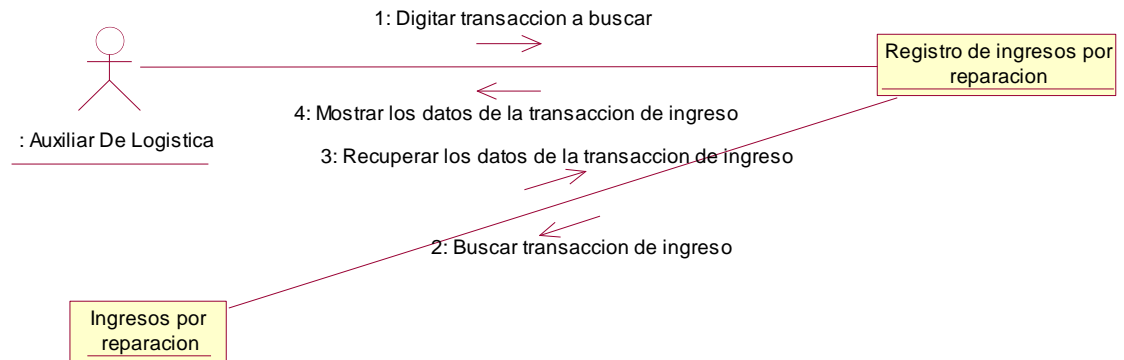 1: Digitar transaccion a buscar
Registro de ingresos por
reparacion
4: Mostrar los datos de la transaccion de ingreso
: Auxiliar De Logistica
3: Recuperar los datos de la transaccion de ingreso
2: Buscar transaccion de ingreso
Ingresos por
reparacion